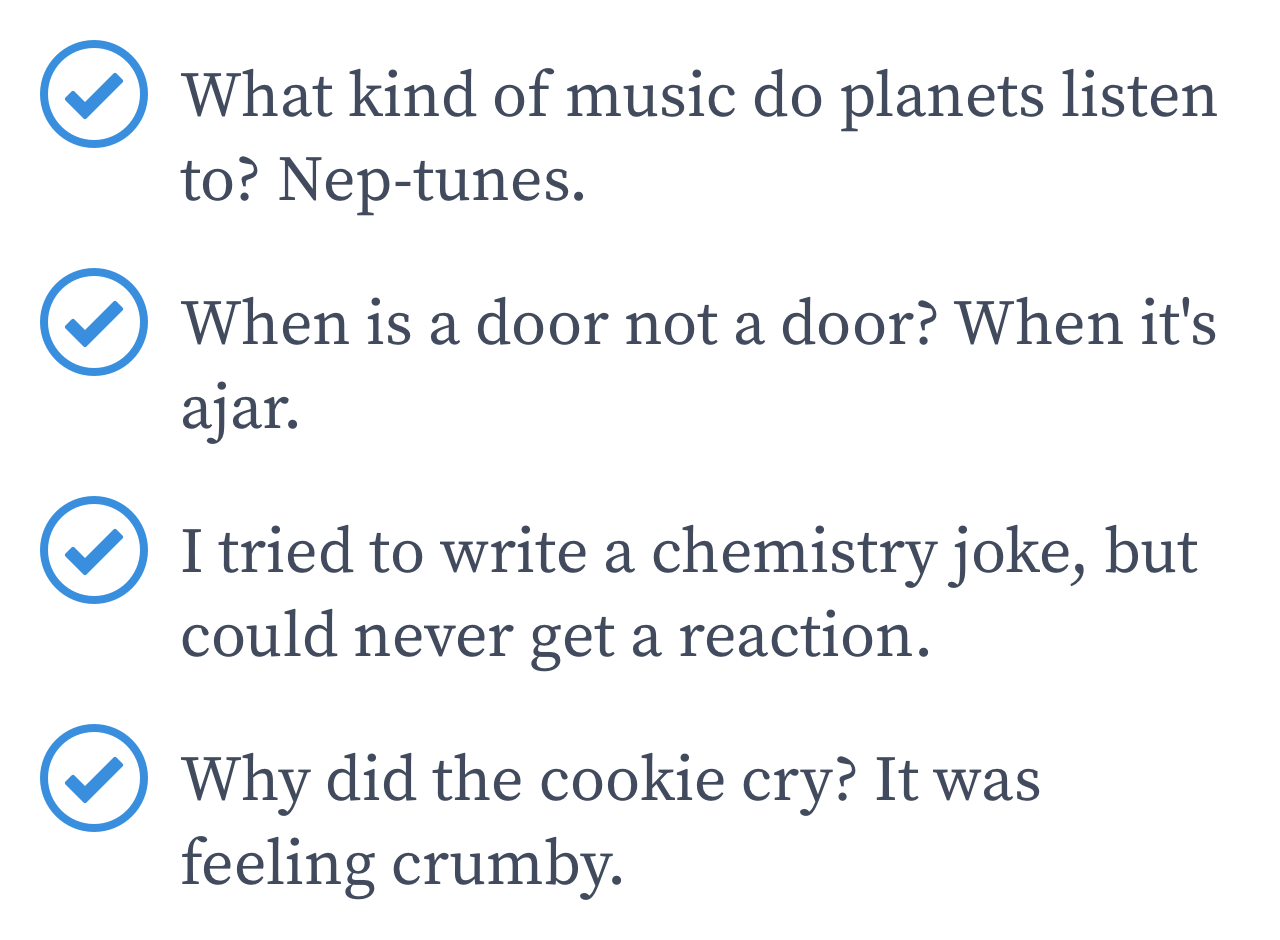 What kind of music do planets listen
to? Nep-tunes.
When is a door not a door? When it's
ajar.
I tried to write a chemistry joke, but
could never get a reaction.
Why did the cookie cry? It was
feeling crumby.